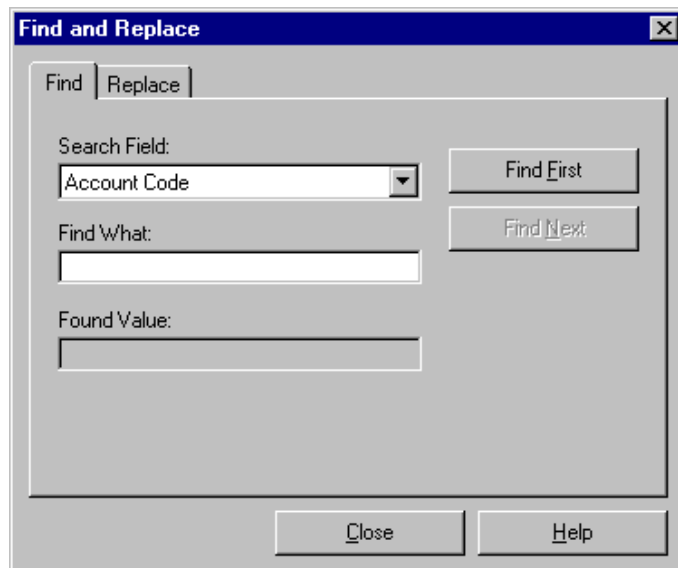 Find and Replace
Find
Replace
Search Field:
Account Code
Find First
Find What:
Find Next
Found Value:
Close
Help